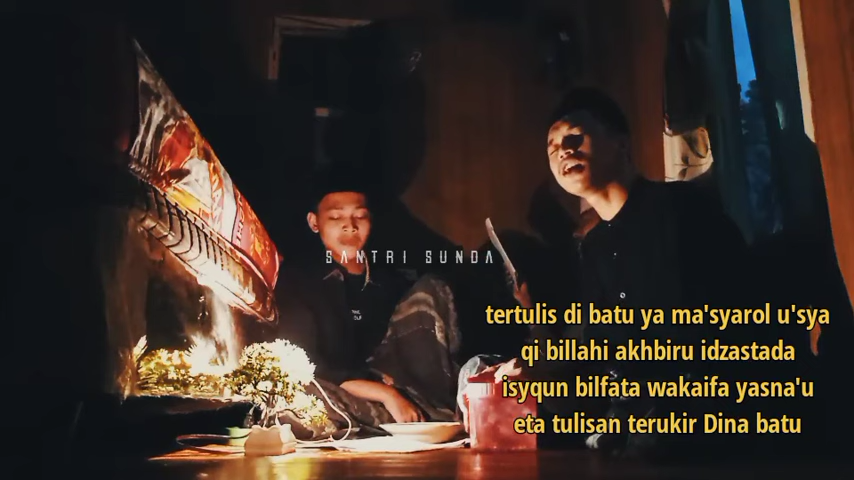 SANTRI SUNDA
tertulis di batu ya ma'syarol u'sya
qi billahi akhbiru idzastada
isyqun bilfata wakaifa yasna'u
eta tulisan terukir Dina batu